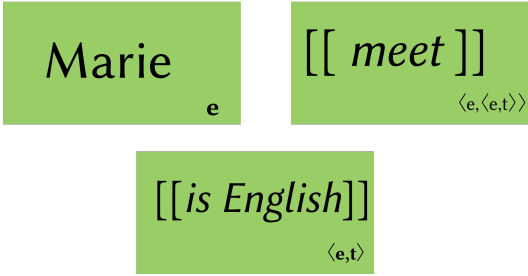 Marie
e
[[ meet ]]
⟨e,⟨e,t⟩⟩
[[is English]]
⟨e,t⟩